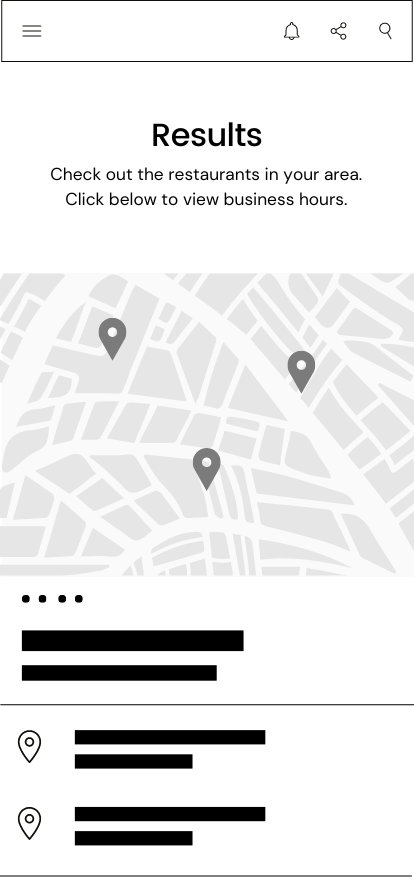 Results
Check out the restaurants in your area.
Click below to view business hours.